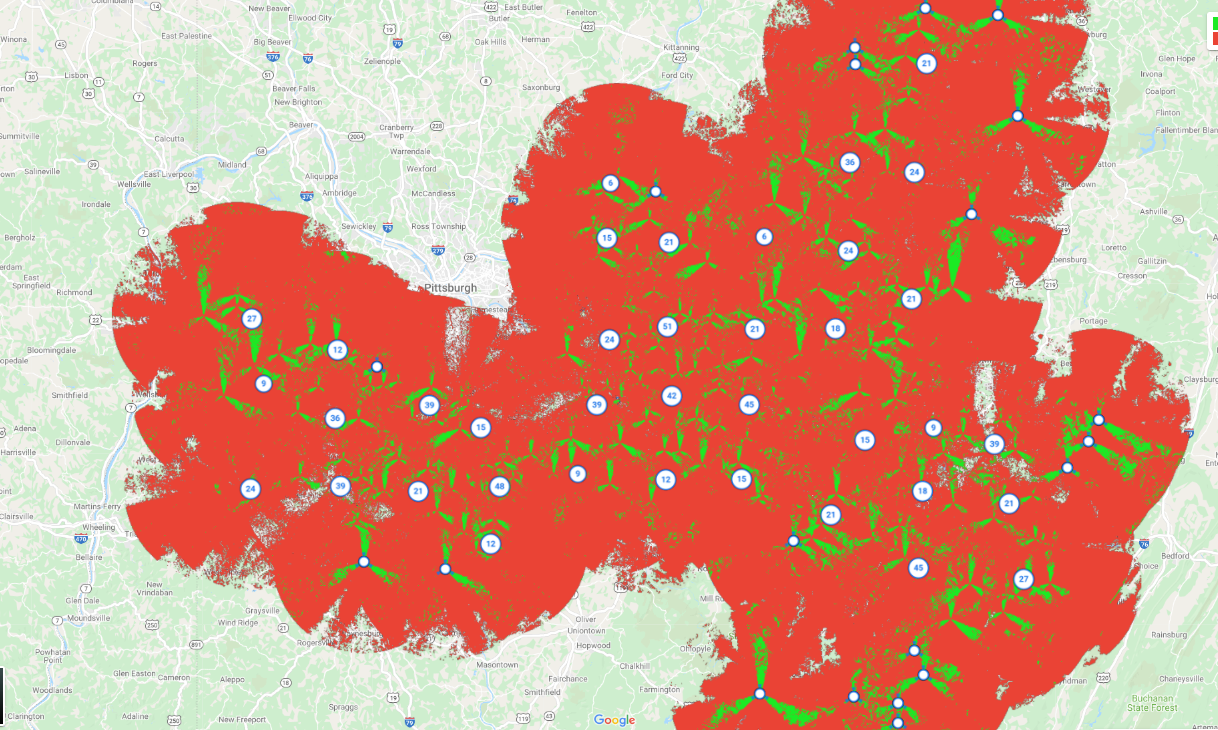 New Beaver
East Butler
Butler
Fenelton
Ellwood City
East Palestine
Big Beaver
Oak Hills
Herman
Winona
Rogers
Zelienople
Kittanning
Ford City
Glen Hope
Irvona
Coalport
Westover
Lisbon
Beaver Falls
New Brighton
Saxonburg
Flinton
Summitville
Calcutta
Beaver
Cranberry
Twp
Warrendale
Fallentimber
Midland
Wexford
Salineville
East Liverpool
Wellsville
Aliquippa
Ambridge
McCandless
Irondale
Ashville
Sewickley
Ross Township
Bergholz
Loretto
Gallitzin
Cresson
East
Springfield
Richmond
Pittsburgh
Portage
Bloomingdale
Smithfield
Claysburg
Adena
Dillonvale
Harrisville
Clairsville
Martins Ferry
Wheeling
Bellaire
Bedford
New
Vrindaban
Glen Dale
Moundsville
Graysville
Wind Ridge
Rogersville
Oliver
Uniontown
Hopwood
Rainsburg
Powhatan
Point
Glen Easton
Cameron
Aleppo
Masontown
Fairchance
Chalkhill
Ohiopyle
Woodlands
Smithfield
Farmington
Chaneysville
Spraggs
Buchanan
State Forest
Clarington
Adaline
New Freeport
Google
21
36
24
6
15
21
6
24
21
27
12
24
51
21
18
9
36
39
15
39
42
45
15
9
39
24
39
21
48
9
12
15
18
21
21
12
45
27